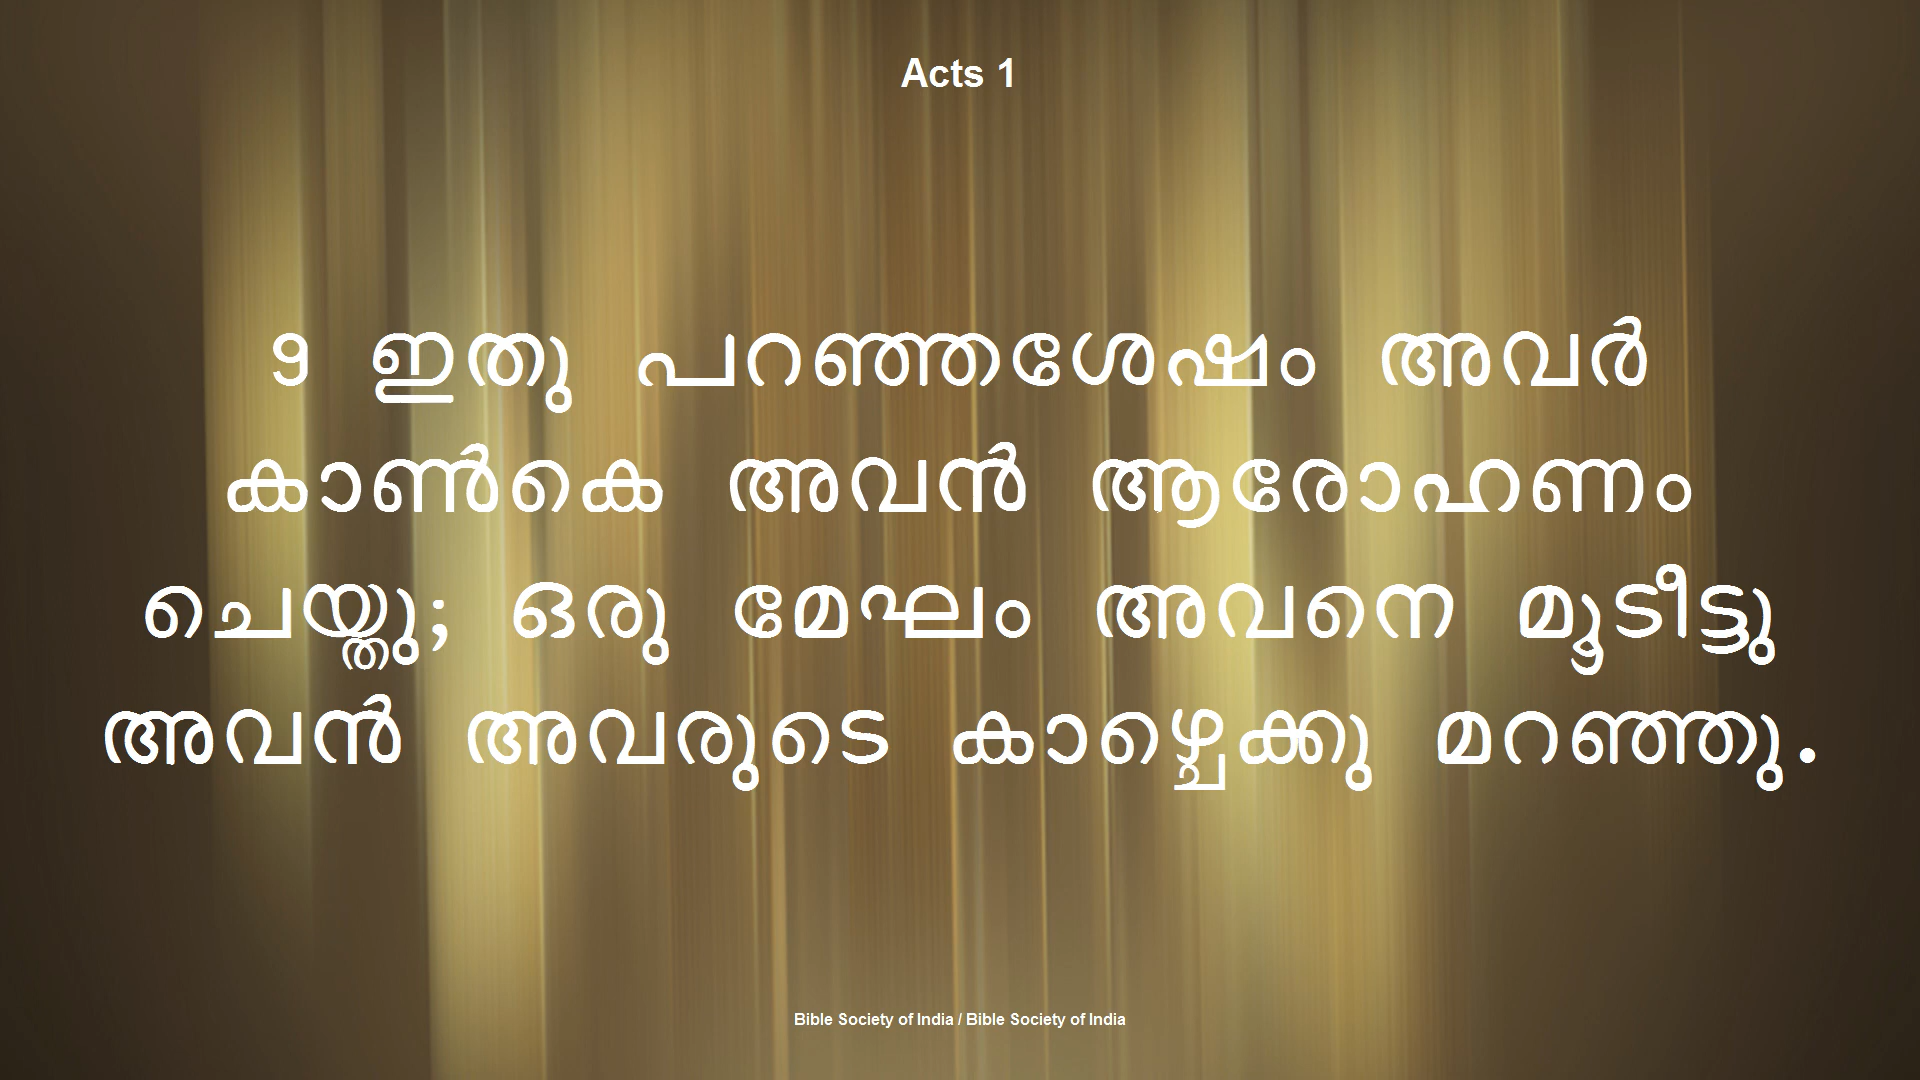 Acts 1
9 ഇതു പറഞ്ഞശേഷം അവർ
കാൺകെ അവൻ ആരോഹണം
ചെയ്തു; ഒരു മേഘം അവനെ മൂടീട്ടു
അവൻ അവരുടെ കാഴ്ചെക്കു മറഞ്ഞു.
Bible Society of India / Bible Society of India